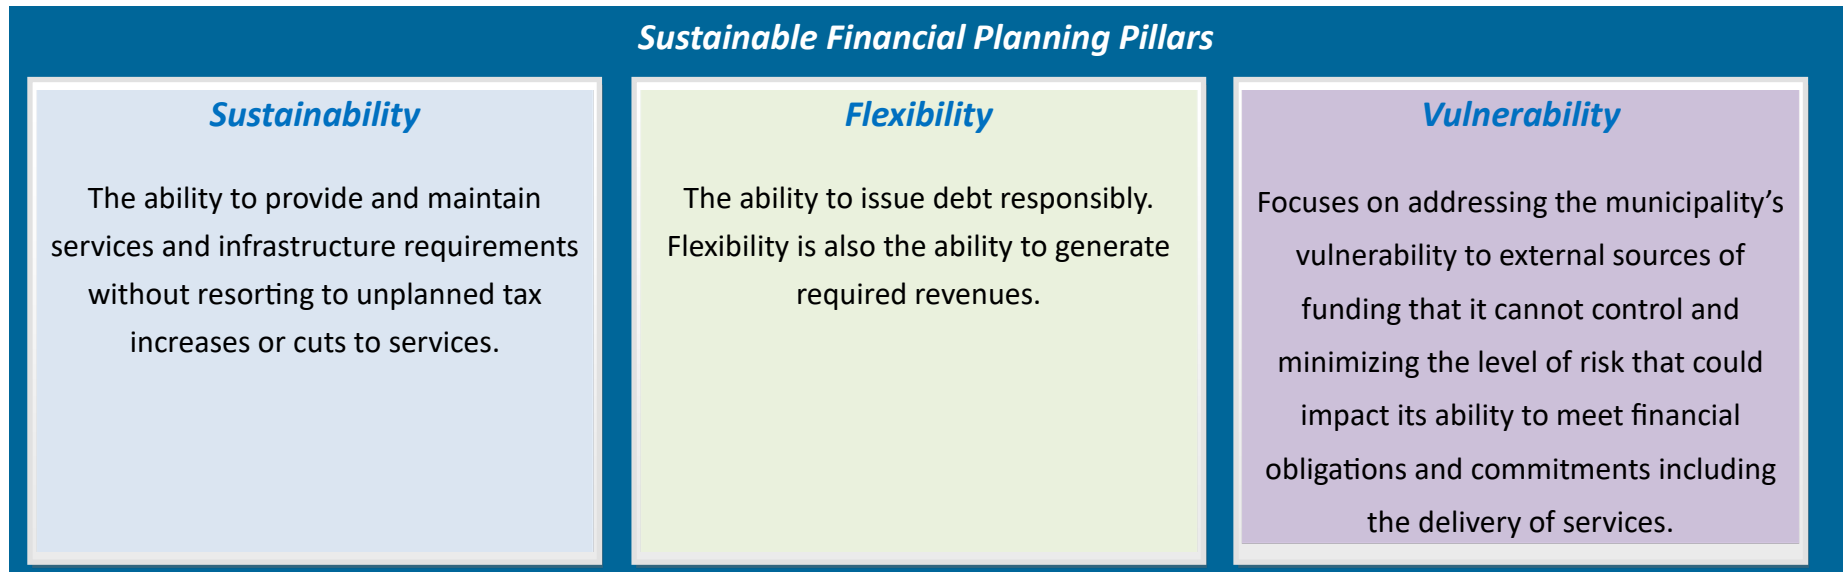 Sustainable Financial Planning Pillars
Sustainability
The ability to provide and maintain
services and infrastructure requirements
without resorting to unplanned tax
increases or cuts to services.
Flexibility
The ability to issue debt responsibly.
Flexibility is also the ability to generate
required revenues.
Vulnerability
Focuses on addressing the municipality’s
vulnerability to external sources of
funding that it cannot control and
minimizing the level of risk that could
impact its ability to meet financial
obligations and commitments including
the delivery of services.